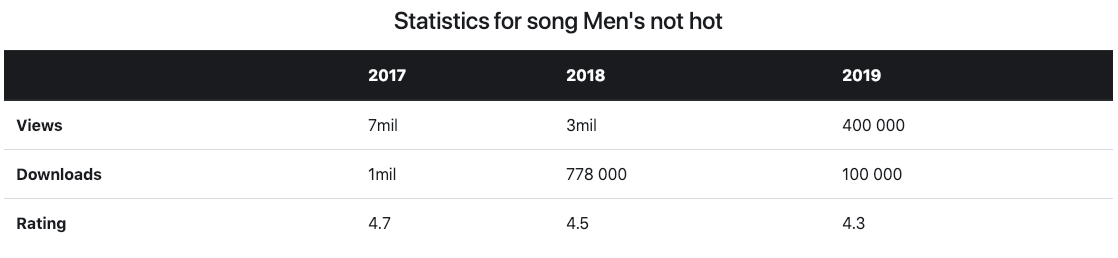 Statistics for song Men's not hot
2017 2018 2019
Views 7mil 3mil 400 000
Downloads 1mil 778 000 100 000
Rating 4.7 4.5 4.3